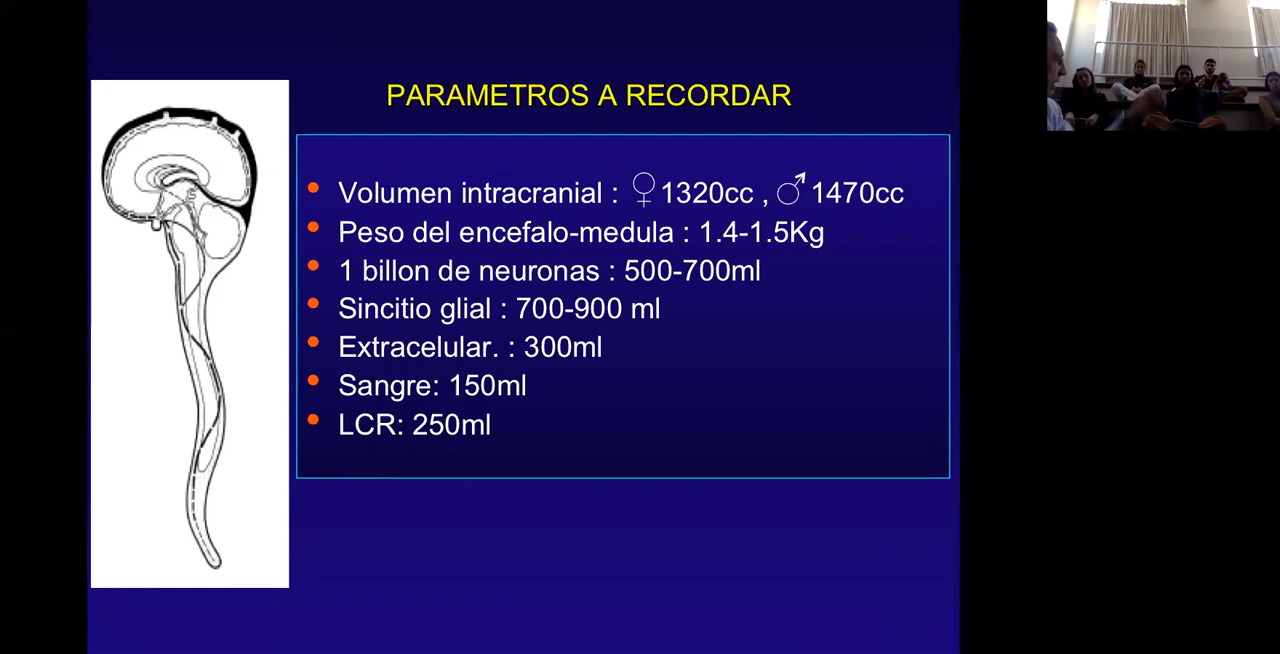 PARAMETROS A RECORDAR
• Volumen intracranial : ♀ 1320cc , ♂ 1470cc
• Peso del encefalo-medula : 1.4-1.5Kg
• 1 billon de neuronas : 500-700ml
• Sincitio glial : 700-900 ml
• Extracelular. : 300ml
• Sangre: 150ml
• LCR: 250ml